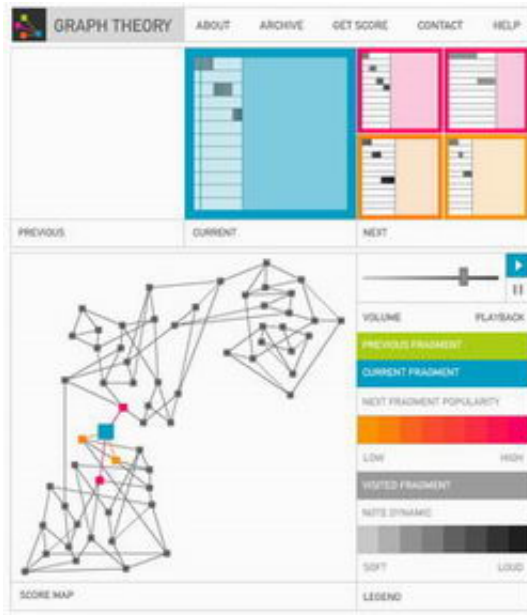 GRAPH THEORY
ABOUT ARCHIVE GET SCORE CONTACT HELP
PREVIOUS CURRENT NEXT
VOLUME PLAYBACK
PREVIOUS FRAGMENT
CURRENT FRAGMENT
NEXT FRAGMENT POPULARITY
LOW HIGH
VISITED FRAGMENT
NOTE DYNAMIC
SOFT LOUD
SCORE MAP LEGEND